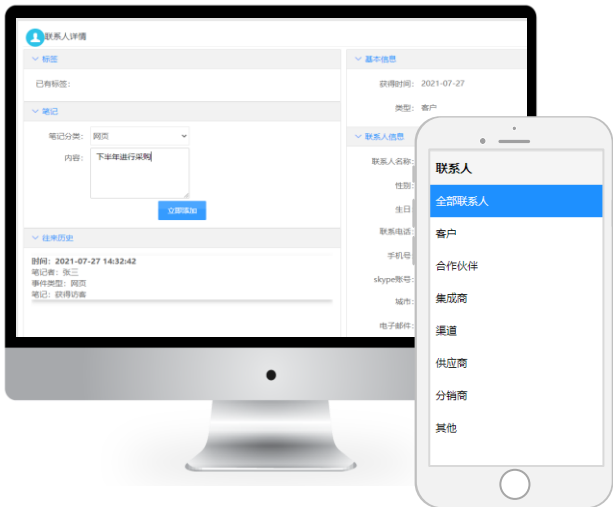 联系人详情
标签
已有标签：
笔记
笔记分类： 网页
内容： 下半年进行采购
立即添加
往来历史
时间：2021-07-27 14:32:42
笔记者：张三
事件类型：网页
笔记：获得访客
基本信息
获得时间： 2021-07-27
类型： 客户
联系人信息
联系人名称：
性别：
生日
联系电话
手机号
skype账号：
城市：
电子邮件：
联系人
全部联系人
客户
合作伙伴
集成商
渠道
供应商
分销商
其他